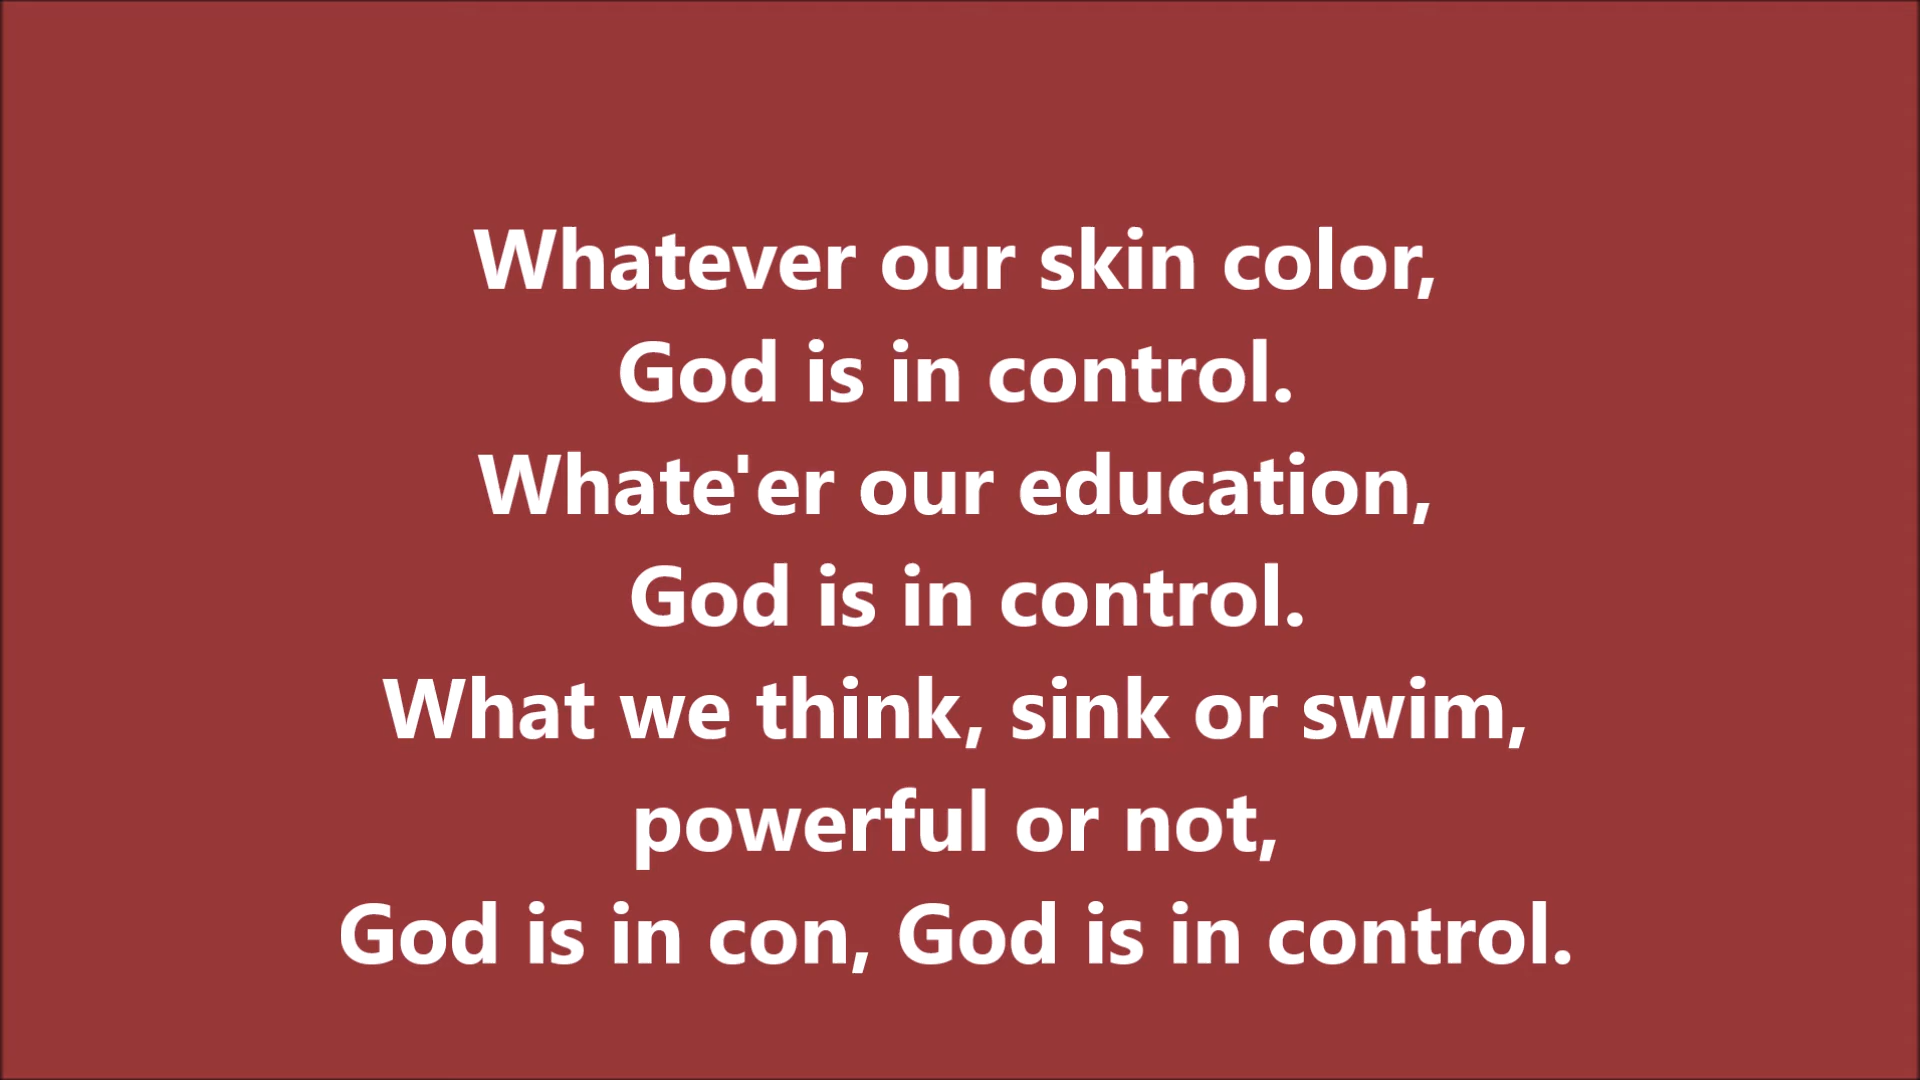 Whatever our skin color,
God is in control.
Whate'er our education,
God is in control.
What we think, sink or swim,
powerful or not,
God is in con, God is in control.